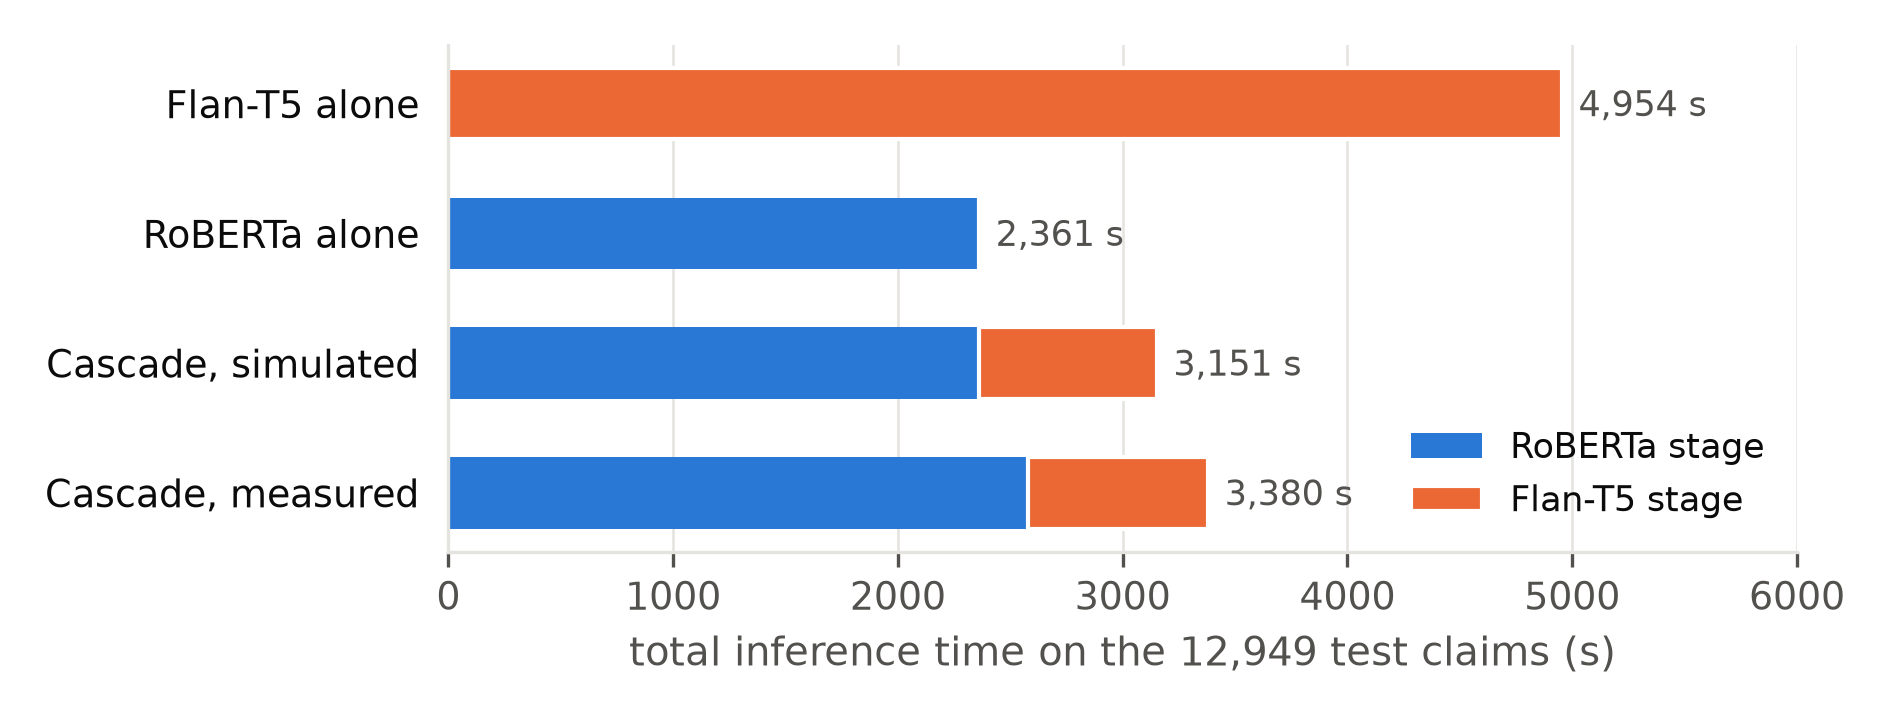 Flan-T5 alone
4,954 s
RoBERTa alone
2,361 s
Cascade, simulated
3,151 s
Cascade, measured
3,380 s
RoBERTa stage
Flan-T5 stage
0 1000 2000 3000 4000 5000 6000
total inference time on the 12,949 test claims (s)